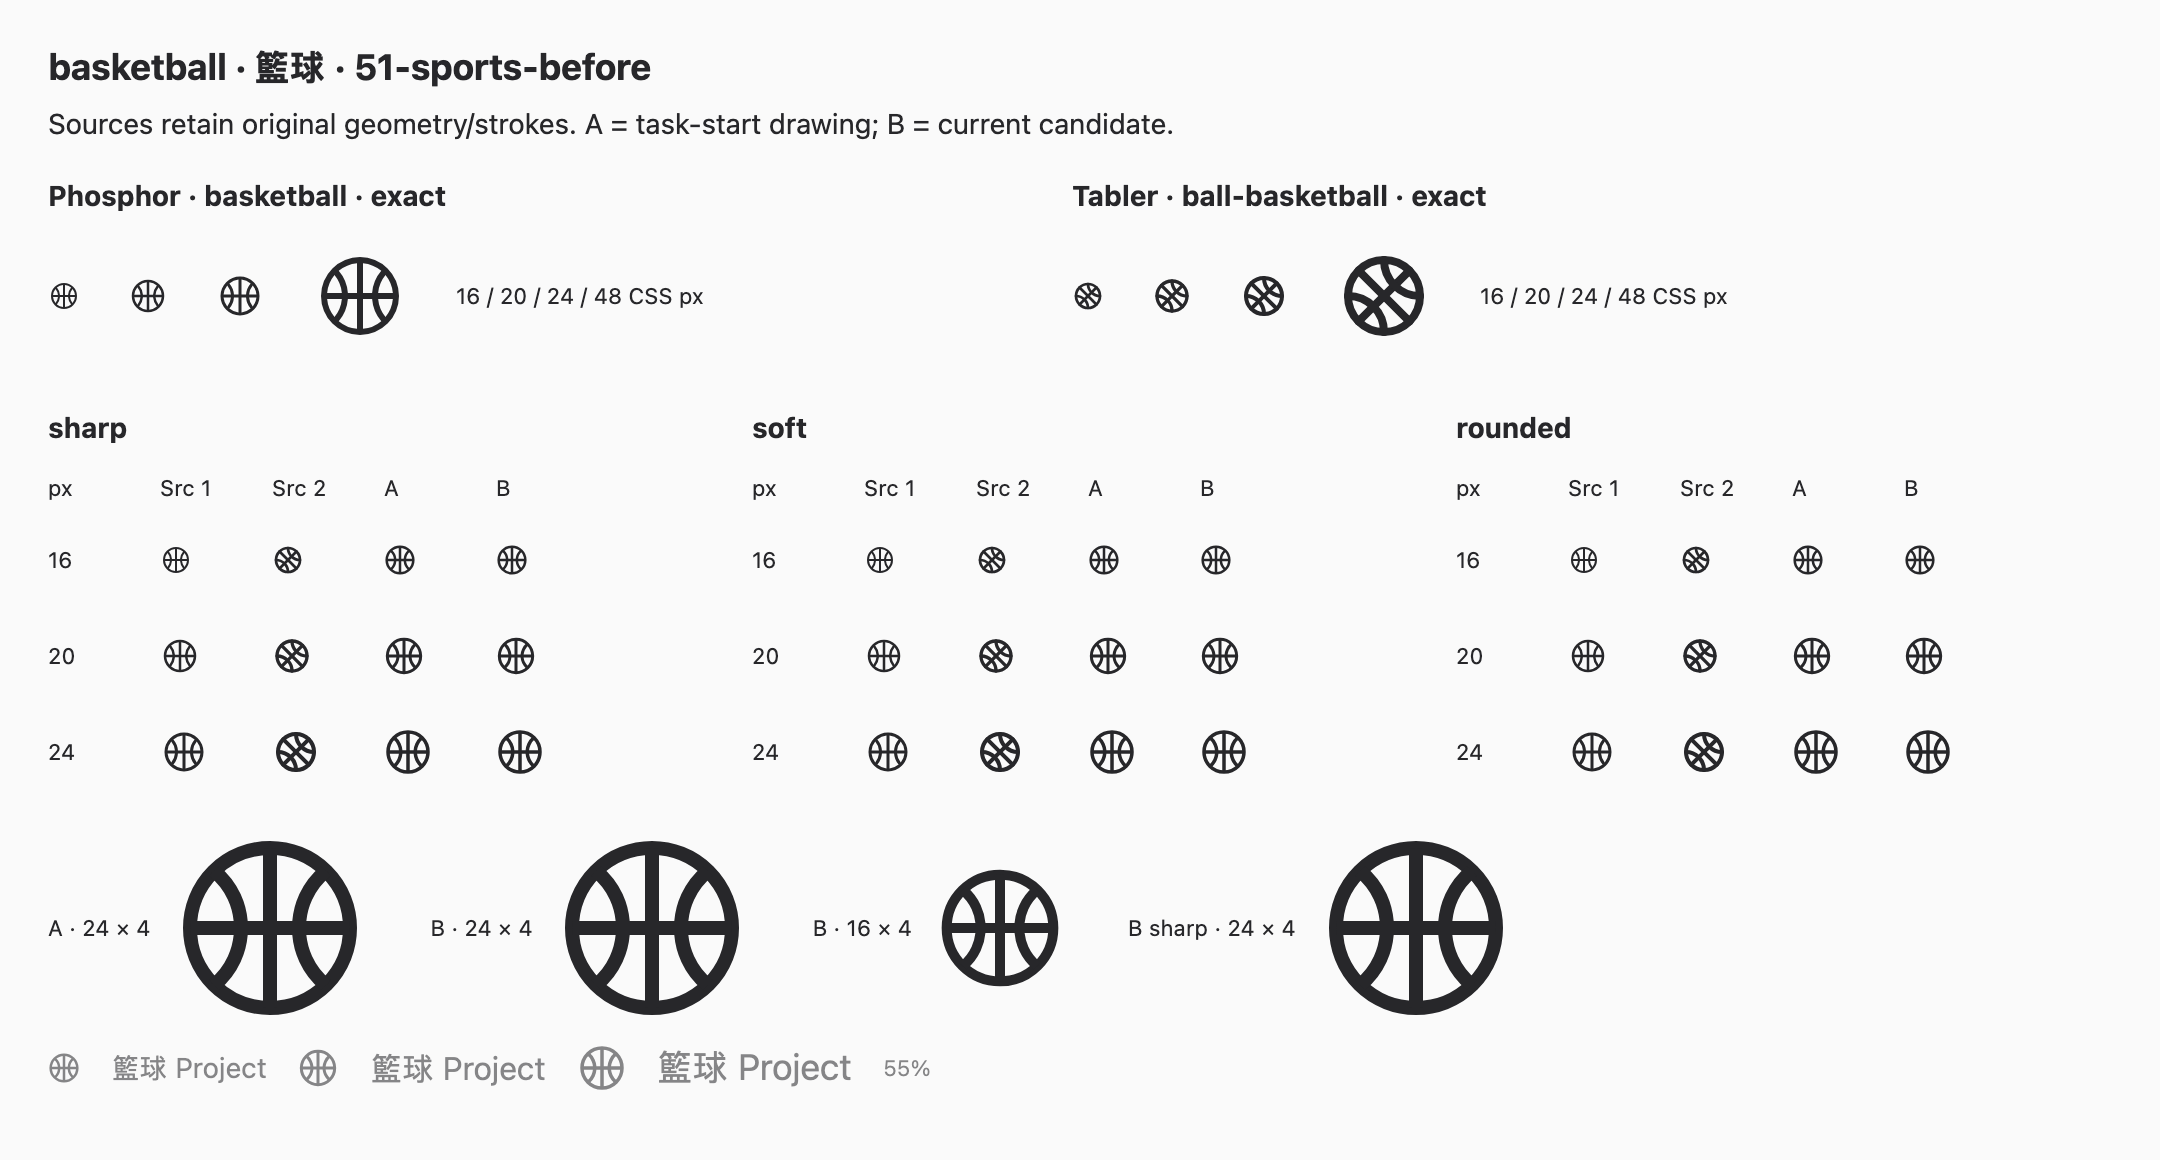 basketball · 籃球 · 51-sports-before
Sources retain original geometry/strokes. A = task-start drawing; B = current candidate.
Phosphor · basketball · exact
16 / 20 / 24 / 48 CSS px
Tabler · ball-basketball · exact
16 / 20 / 24 / 48 CSS px
sharp
px Src 1 Src 2 A B
16
20
24
soft
px Src 1 Src 2 A B
16
20
24
rounded
px Src 1 Src 2 A B
16
20
24
A · 24 × 4
B · 24 × 4
B · 16 × 4
B sharp · 24 × 4
籃球 Project 籃球 Project 籃球 Project 55%